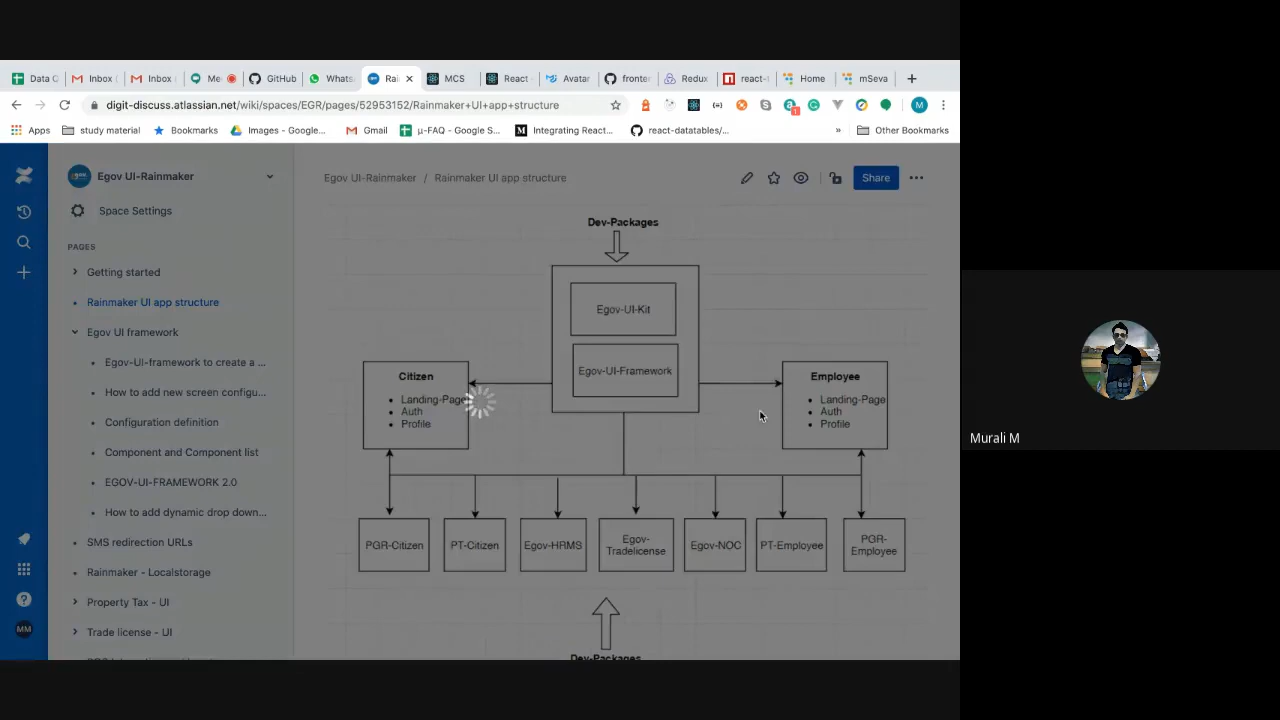 Data C
Inbox
Inbox
Me
GitHub
Whats
Rai
MCS
React
Avatar
fronter
Redux
react-t
Home
mSeva
digit-discuss.atlassian.net/wiki/spaces/EGR/pages/52953152/Rainmaker+UI+app+structure
M
Apps
study material
Bookmarks
Images - Google...
Gmail
μ-FAQ - Google S...
Integrating React...
react-datatables/...
»
Other Bookmarks
Egov UI-Rainmaker
Space Settings
PAGES
Getting started
Rainmaker UI app structure
Egov UI framework
Egov-UI-framework to create a ...
How to add new screen configu...
Configuration definition
Component and Component list
EGOV-UI-FRAMEWORK 2.0
How to add dynamic drop down...
SMS redirection URLs
Rainmaker - Localstorage
Property Tax - UI
Trade license - UI
MM
Egov UI-Rainmaker / Rainmaker UI app structure
Share
Dev-Packages
Egov-UI-Kit
Egov-UI-Framework
Citizen
• Landing-Page
• Auth
• Profile
Employee
• Landing-Page
• Auth
• Profile
PGR-Citizen
PT-Citizen
Egov-HRMS
Egov-
Tradelicense
Egov-NOC
PT-Employee
PGR-
Employee
Dev-Packages
Murali M